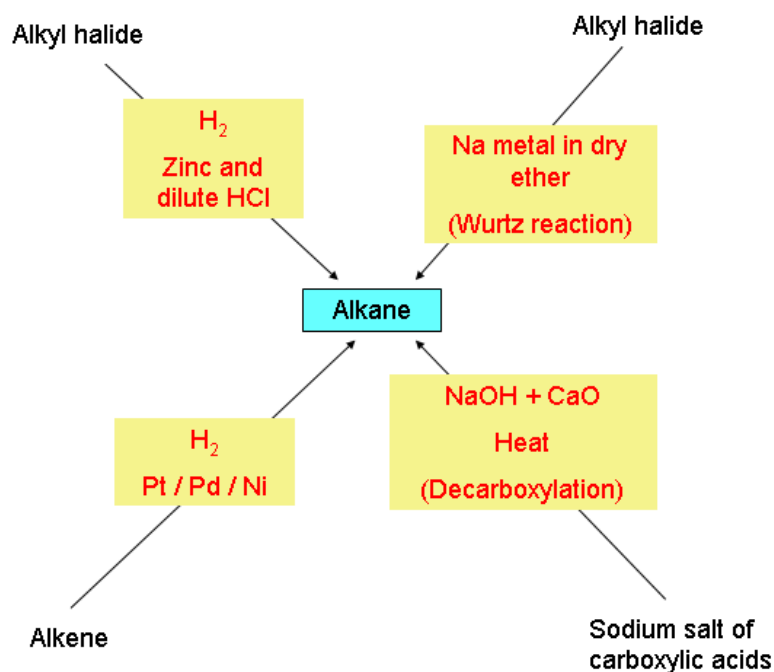 Alkyl halide
Alkyl halide
H₂
Zinc and
dilute HCl
Na metal in dry
ether
(Wurtz reaction)
Alkane
H₂
Pt / Pd / Ni
NaOH + CaO
Heat
(Decarboxylation)
Alkene
Sodium salt of
carboxylic acids